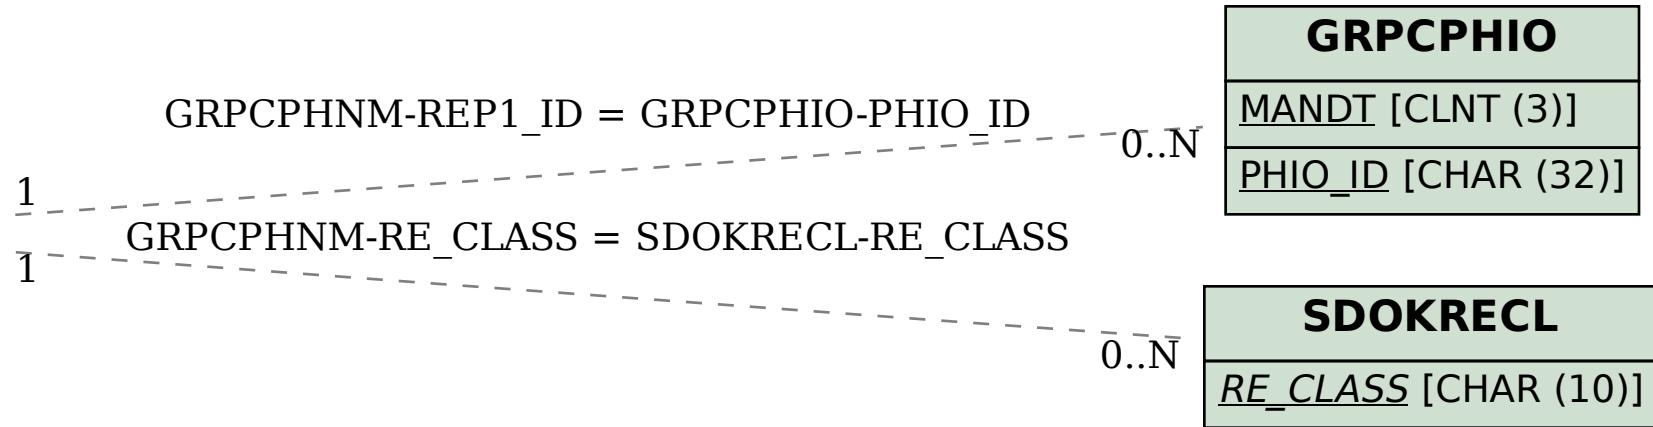 GRPCPHIO
MANDT [CLNT (3)]
PHIO_ID [CHAR (32)]
GRPCPHNM-REP1_ID = GRPCPHIO-PHIO_ID
0..N
1
GRPCPHNM-RE_CLASS = SDOKRECL-RE_CLASS
1
0..N
SDOKRECL
RE_CLASS [CHAR (10)]